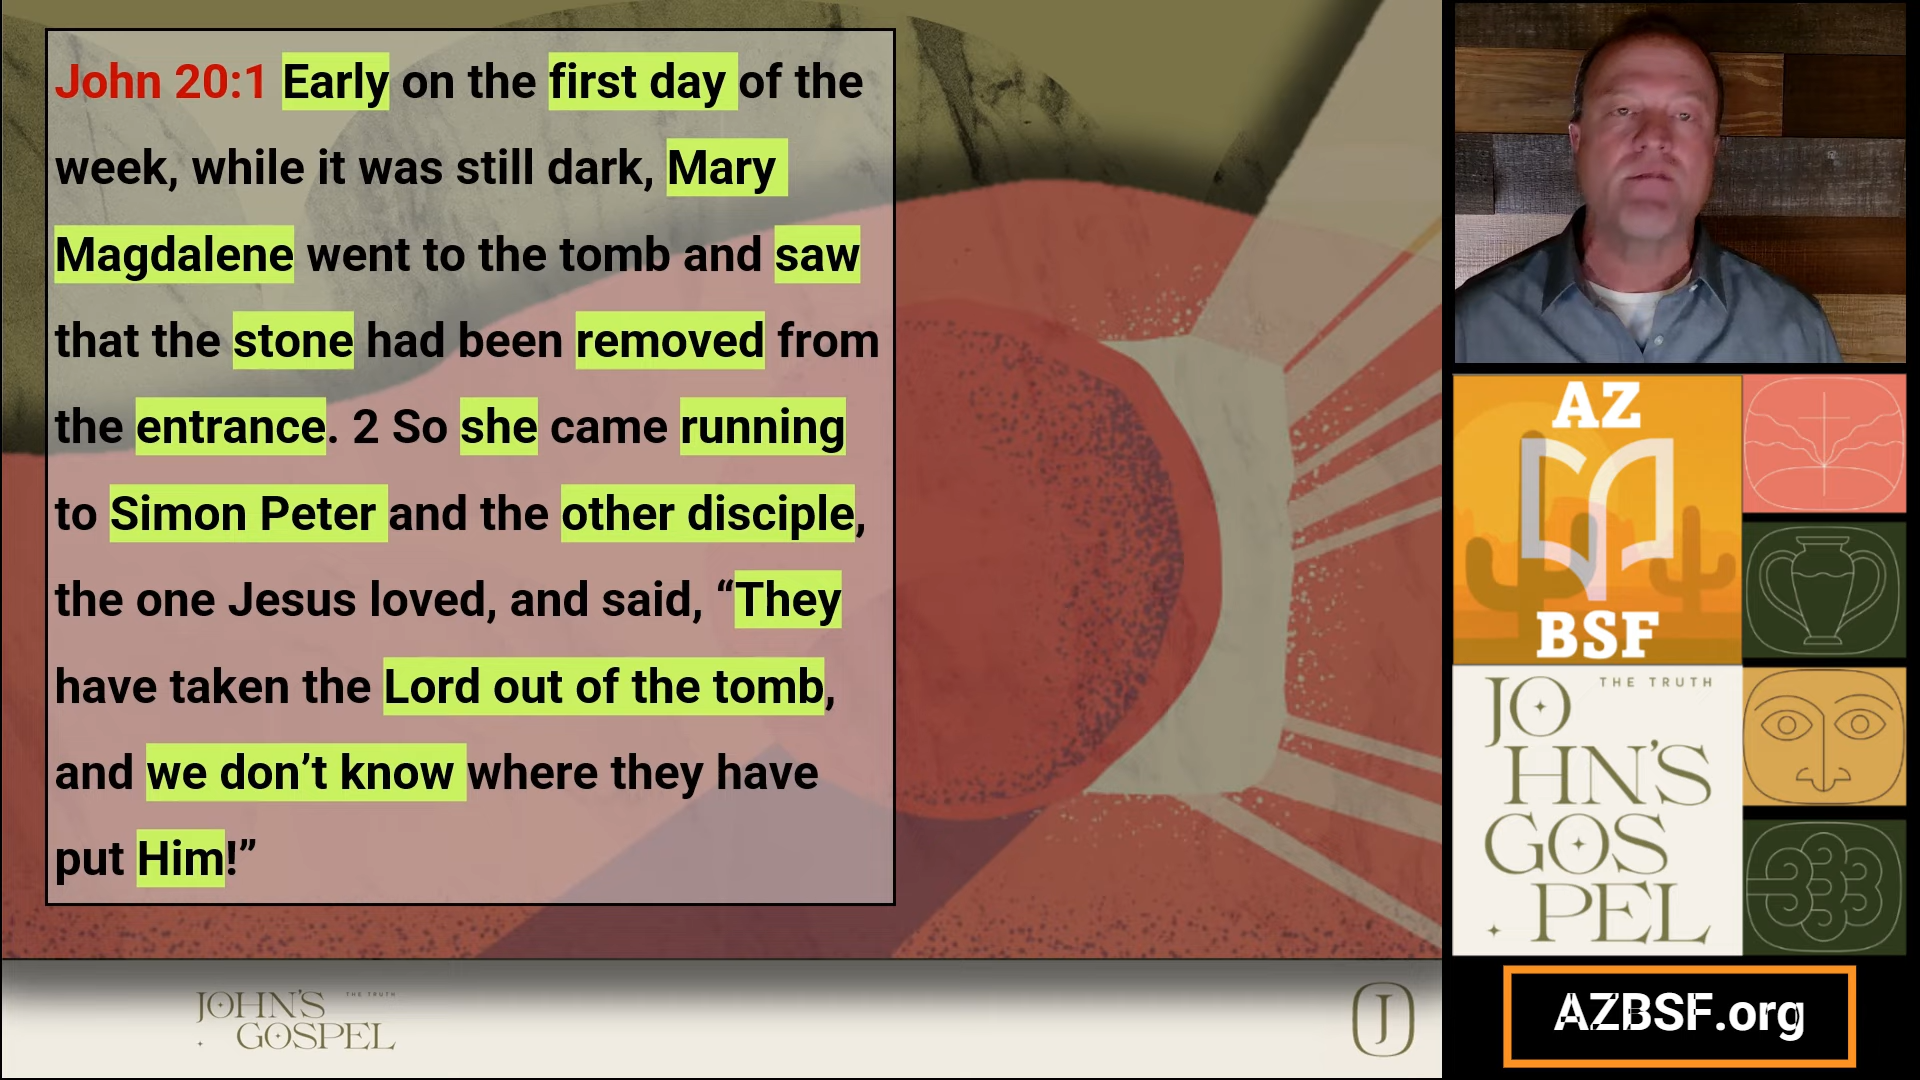 John 20:1 Early on the first day of the
week, while it was still dark, Mary
Magdalene went to the tomb and saw
that the stone had been removed from
the entrance. 2 So she came running
to Simon Peter and the other disciple,
the one Jesus loved, and said, “They
have taken the Lord out of the tomb,
and we don’t know where they have
put Him!”
AZ
BSF
THE TRUTH
JO
HN'S
GOS
PEL
AZBSF.org
JOHN'S THE TRUTH
GOSPEL
J